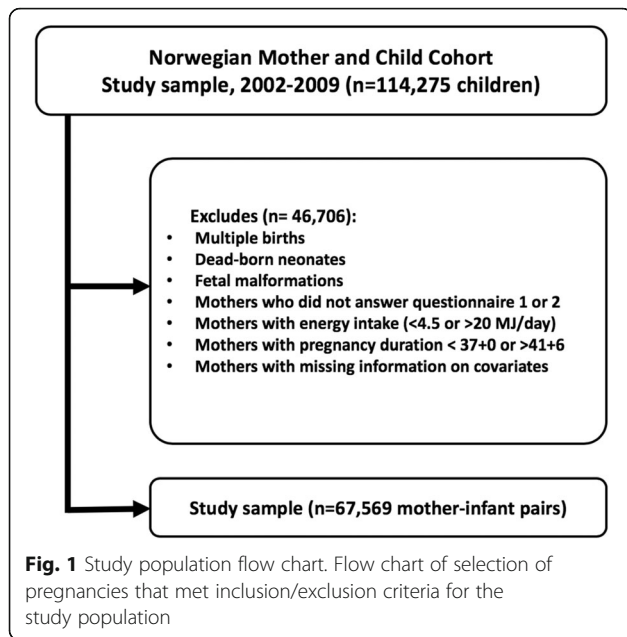 Norwegian Mother and Child Cohort
Study sample, 2002-2009 (n=114,275 children)
Excludes (n= 46,706):
• Multiple births
• Dead-born neonates
• Fetal malformations
• Mothers who did not answer questionnaire 1 or 2
• Mothers with energy intake (<4.5 or >20 MJ/day)
• Mothers with pregnancy duration < 37+0 or >41+6
• Mothers with missing information on covariates
Study sample (n=67,569 mother-infant pairs)
Fig. 1 Study population flow chart. Flow chart of selection of
pregnancies that met inclusion/exclusion criteria for the
study population